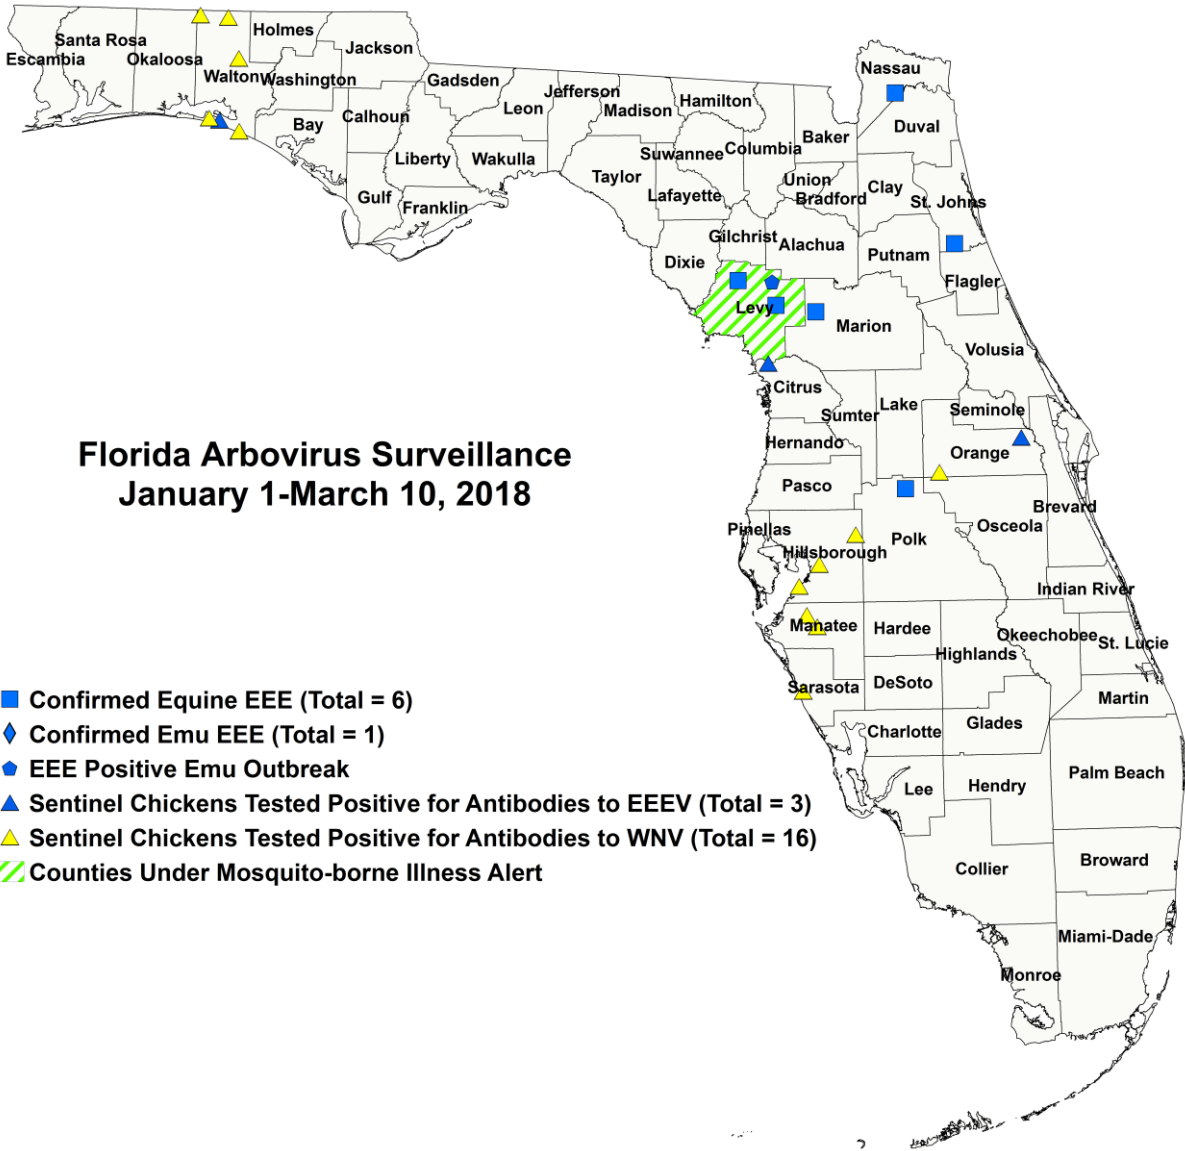 Nassau
Holmes
Santa Rosa
Jackson
Escambia
Okaloosa
Walton
Washington
Gadsden
Jefferson
Hamilton
Leon
Madison
Calhoun
Bay
Duval
Baker
Columbia
Suwannee
Liberty
Wakulla
Taylor
Union
Clay
Lafayette
Bradford
Gulf
Franklin
St. Johns
Gilchrist
Alachua
Putnam
Dixie
Flagler
Levy
Marion
Volusia
Citrus
Sumter
Lake
Seminole
Hernando
Orange
Florida Arbovirus Surveillance
January 1-March 10, 2018
Pasco
Brevard
Pinellas
Osceola
Polk
Hillsborough
Indian River
Manatee
Hardee
Okeechobee
St. Lucie
Highlands
Sarasota
DeSoto
Martin
Charlotte
Glades
Palm Beach
Lee
Hendry
Confirmed Equine EEE (Total = 6)
Confirmed Emu EEE (Total = 1)
EEE Positive Emu Outbreak
Sentinel Chickens Tested Positive for Antibodies to EEEV (Total = 3)
Sentinel Chickens Tested Positive for Antibodies to WNV (Total = 16)
Counties Under Mosquito-borne Illness Alert
Broward
Collier
Miami-Dade
Monroe